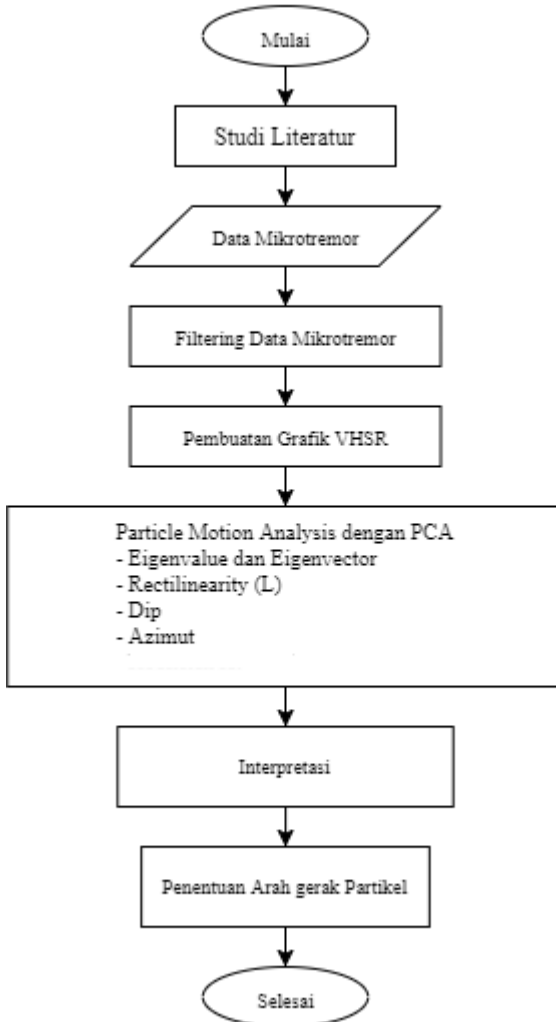 Mulai
Studi Literatur
Data Mikrotremor
Filtering Data Mikrotremor
Pembuatan Grafik VHSR
Particle Motion Analysis dengan PCA
- Eigenvalue dan Eigenvector
- Rectilinearity (L)
- Dip
- Azimut
Interpretasi
Penentuan Arah gerak Partikel
Selesai